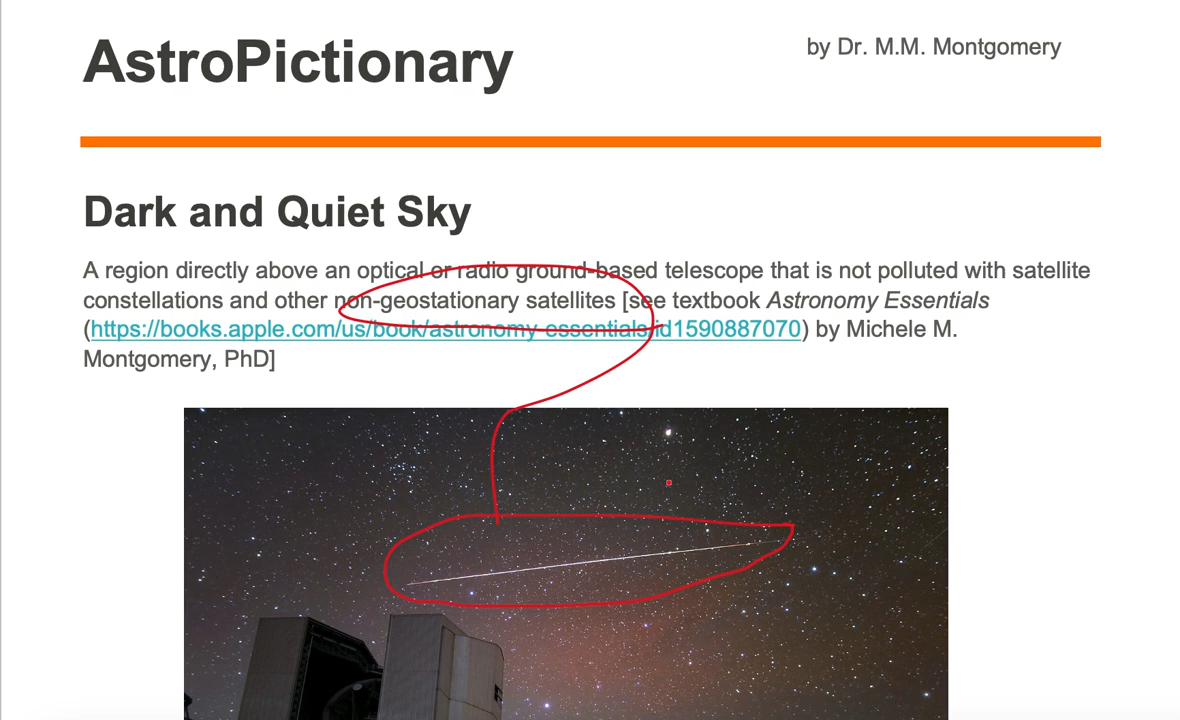 AstroPictionary
by Dr. M.M. Montgomery
Dark and Quiet Sky
A region directly above an optical or radio ground-based telescope that is not polluted with satellite
constellations and other non-geostationary satellites [see textbook Astronomy Essentials
(https://books.apple.com/us/book/astronomy-essentials/id1590887070) by Michele M.
Montgomery, PhD]